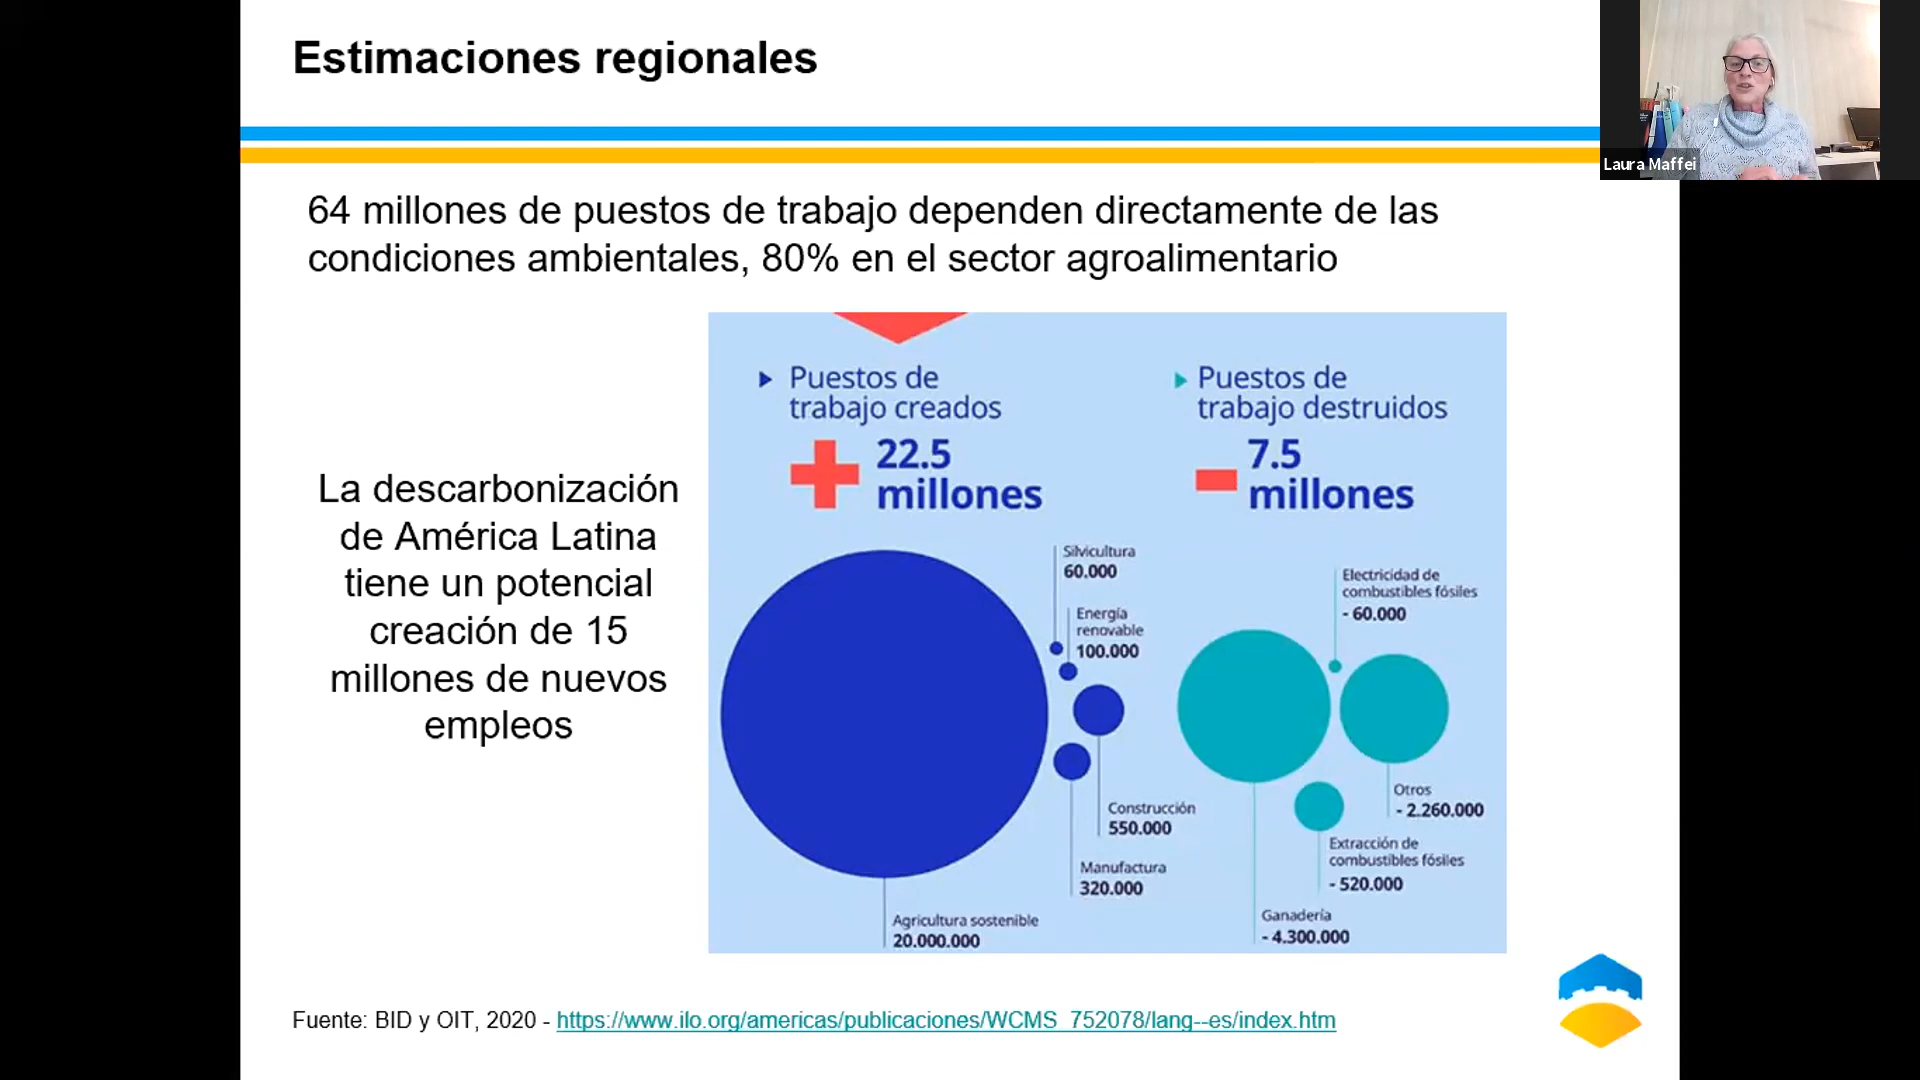 Estimaciones regionales
Laura Maffei
64 millones de puestos de trabajo dependen directamente de las
condiciones ambientales, 80% en el sector agroalimentario
La descarbonización
de América Latina
tiene un potencial
creación de 15
millones de nuevos
empleos
Puestos de
trabajo creados
22.5
millones
Silvicultura
60.000
Energía
renovable
100.000
Construcción
550.000
Manufactura
320.000
Agricultura sostenible
20.000.000
Puestos de
trabajo destruidos
7.5
millones
Electricidad de
combustibles fósiles
- 60.000
Otros
- 2.260.000
Extracción de
combustibles fósiles
- 520.000
Ganadería
- 4.300.000
Fuente: BID y OIT, 2020 - https://www.ilo.org/americas/publicaciones/WCMS_752078/lang--es/index.htm